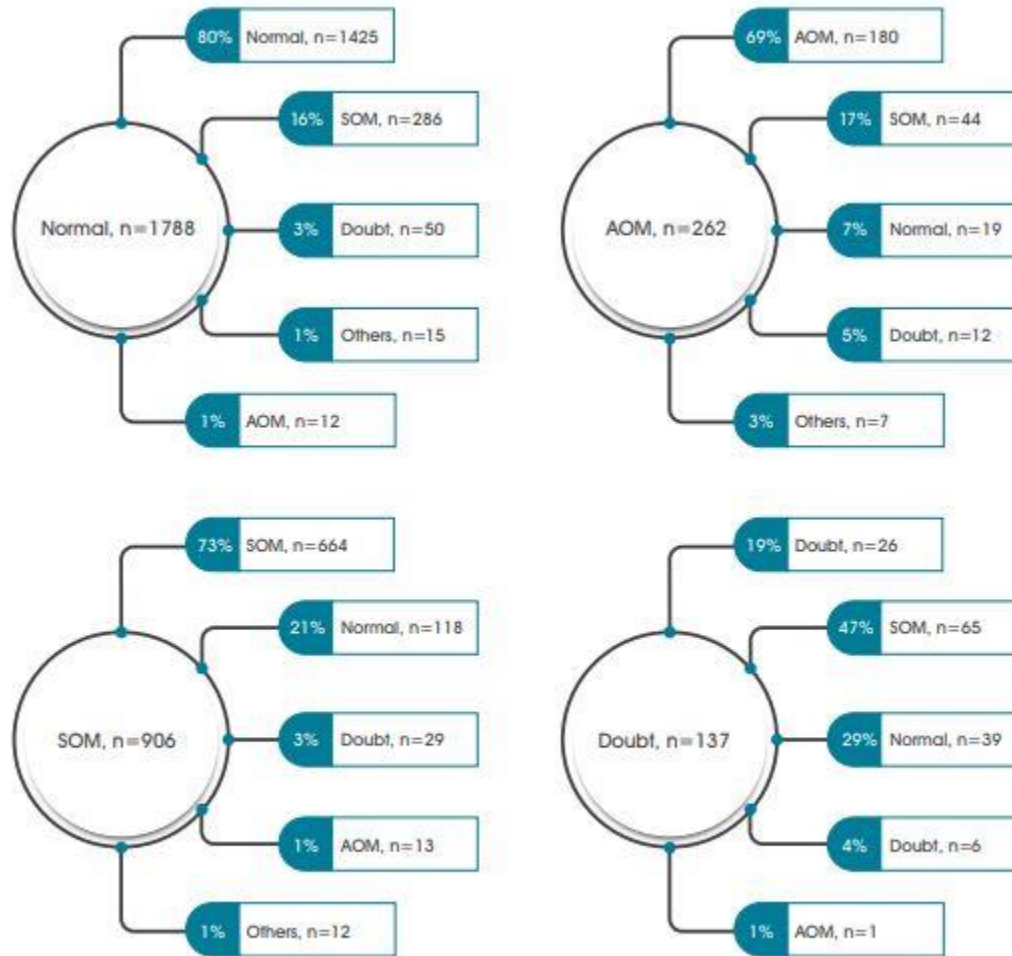 80% Normal, n=1425
16% SOM, n=286
Normal, n=1788
3% Doubt, n=50
1% Others, n=15
1% AOM, n=12
69% AOM, n=180
17% SOM, n=44
AOM, n=262
7% Normal, n=19
5% Doubt, n=12
3% Others, n=7
73% SOM, n=664
21% Normal, n=118
SOM, n=906
3% Doubt, n=29
1% AOM, n=13
1% Others, n=12
19% Doubt, n=26
47% SOM, n=65
Doubt, n=137
29% Normal, n=39
4% Doubt, n=6
1% AOM, n=1